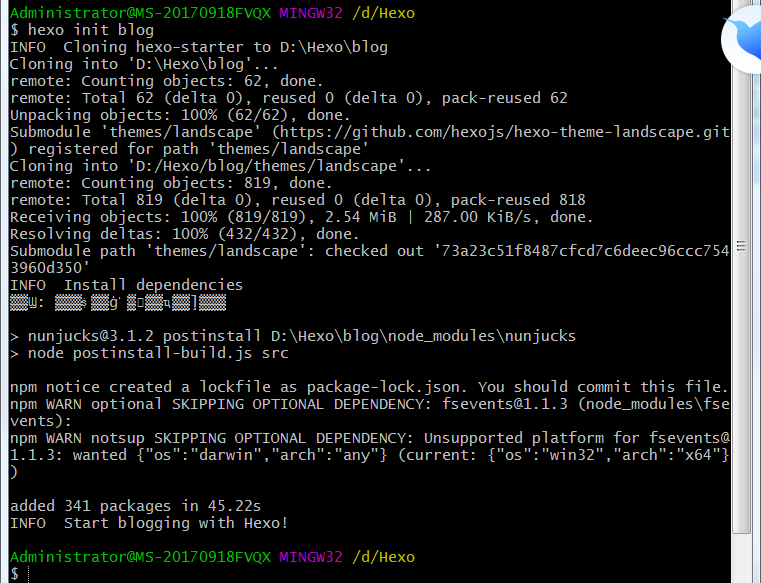 Administrator@MS-20170918FVQX MINGW32 /d/Hexo
$ hexo init blog
INFO  Cloning hexo-starter to D:\Hexo\blog
Cloning into 'D:\Hexo\blog'...
remote: Counting objects: 62, done.
remote: Total 62 (delta 0), reused 0 (delta 0), pack-reused 62
Unpacking objects: 100% (62/62), done.
Submodule 'themes/landscape' (https://github.com/hexojs/hexo-theme-landscape.git
) registered for path 'themes/landscape'
Cloning into 'D:/Hexo/blog/themes/landscape'...
remote: Counting objects: 819, done.
remote: Total 819 (delta 0), reused 0 (delta 0), pack-reused 818
Receiving objects: 100% (819/819), 2.54 MiB | 287.00 KiB/s, done.
Resolving deltas: 100% (432/432), done.
Submodule path 'themes/landscape': checked out '73a23c51f8487cfcd7c6deec96ccc754
3960d350'
INFO  Install dependencies
> nunjucks@3.1.2 postinstall D:\Hexo\blog\node_modules\nunjucks
> node postinstall-build.js src
npm notice created a lockfile as package-lock.json. You should commit this file.
npm WARN optional SKIPPING OPTIONAL DEPENDENCY: fsevents@1.1.3 (node_modules\fse
vents):
npm WARN notsup SKIPPING OPTIONAL DEPENDENCY: Unsupported platform for fsevents@
1.1.3: wanted {"os":"darwin","arch":"any"} (current: {"os":"win32","arch":"x64"}
)
added 341 packages in 45.22s
INFO  Start blogging with Hexo!
Administrator@MS-20170918FVQX MINGW32 /d/Hexo
$